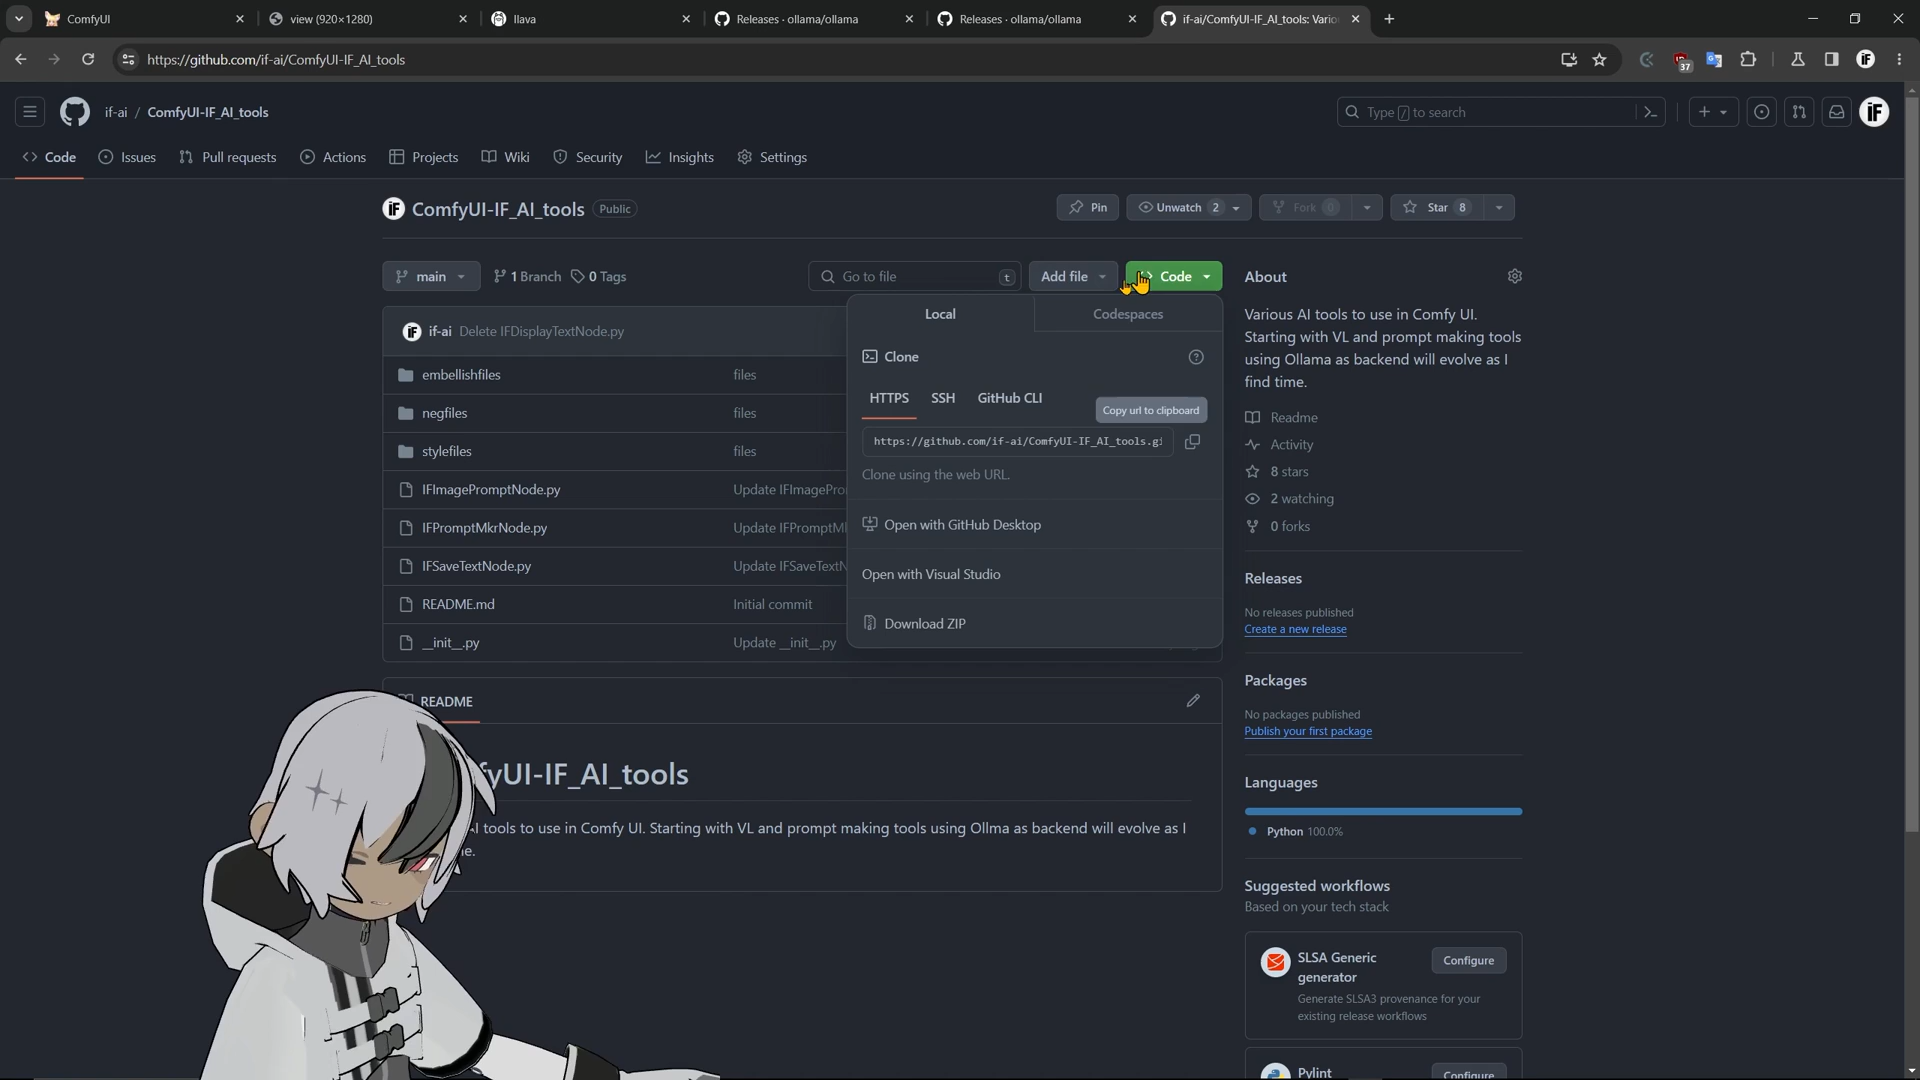 ComfyUI
view (920×1280)
llava
Releases · ollama/ollama
Releases · ollama/ollama
if-ai/ComfyUI-IF_AI_tools: Vario
https://github.com/if-ai/ComfyUI-IF_AI_tools
37
if-ai / ComfyUI-IF_AI_tools
Type / to search
Code
Issues
Pull requests
Actions
Projects
Wiki
Security
Insights
Settings
ComfyUI-IF_AI_tools
Public
Pin
Unwatch 2
Fork 0
Star 8
main
1 Branch
0 Tags
Go to file
t
Add file
Code
Local
Codespaces
if-ai Delete IFDisplayTextNode.py
Clone
HTTPS
SSH
GitHub CLI
Copy url to clipboard
https://github.com/if-ai/ComfyUI-IF_AI_tools.gi
Clone using the web URL.
Open with GitHub Desktop
Open with Visual Studio
Download ZIP
embellishfiles files
negfiles files
stylefiles files
IFImagePromptNode.py Update IFImagePro
IFPromptMkrNode.py Update IFPromptM
IFSaveTextNode.py Update IFSaveText
README.md Initial commit
__init__.py Update __init__.py
README
fyUI-IF_AI_tools
tools to use in Comfy UI. Starting with VL and prompt making tools using Ollma as backend will evolve as I
e.
About
Various AI tools to use in Comfy UI.
Starting with VL and prompt making tools
using Ollama as backend will evolve as I
find time.
Readme
Activity
8 stars
2 watching
0 forks
Releases
No releases published
Create a new release
Packages
No packages published
Publish your first package
Languages
Python 100.0%
Suggested workflows
Based on your tech stack
SLSA Generic
generator
Configure
Generate SLSA3 provenance for your
existing release workflows
Pylint
Configure